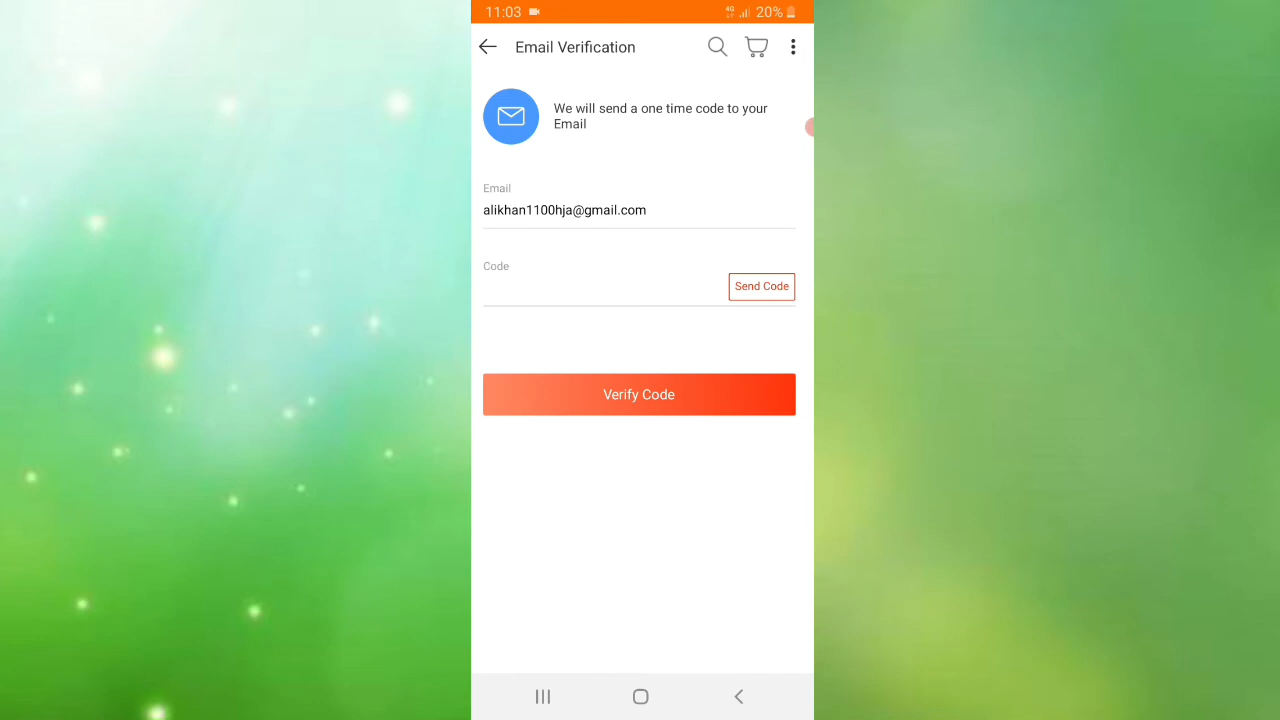 11:03
4G
20%
Email Verification
We will send a one time code to your
Email
Email
alikhan1100hja@gmail.com
Code
Send Code
Verify Code